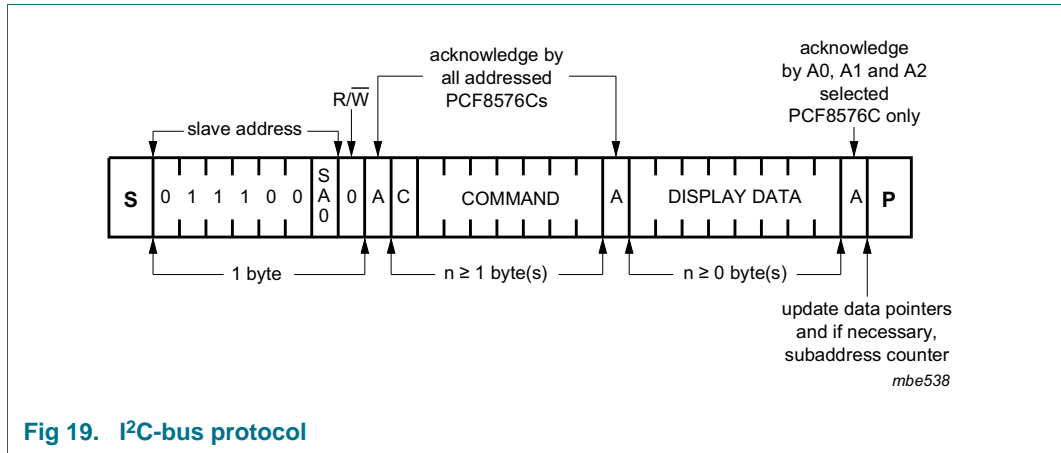 acknowledge by
all addressed
PCF8576Cs
acknowledge
by A0, A1 and A2
selected
PCF8576C only
R/W̅
slave address
S 0 1 1 1 0 0 SA0 0 A C COMMAND A DISPLAY DATA A P
1 byte
n ≥ 1 byte(s)
n ≥ 0 byte(s)
update data pointers
and if necessary,
subaddress counter
mbe538
Fig 19. I²C-bus protocol